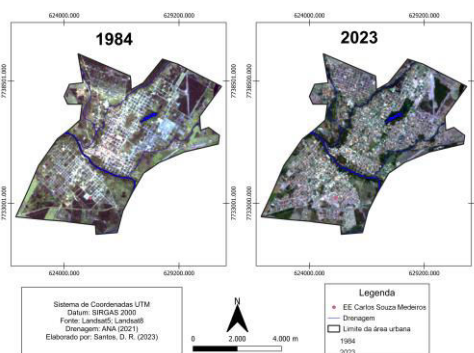 624000.000
629200.000
624000.000
629200.000
1984
2023
7738501.000
7733001.000
7738501.000
7733000.000
624000.000
629200.000
624000.000
629200.000
Sistema de Coordenadas UTM
Datum: SIRGAS 2000
Fonte: Landsat5; Landsat8
Drenagem: ANA (2021)
Elaborado por: Santos, D. R. (2023)
N
0 2.000 4.000 m
Legenda
EE Carlos Souza Medeiros
Drenagem
Limite da área urbana
1984
2023